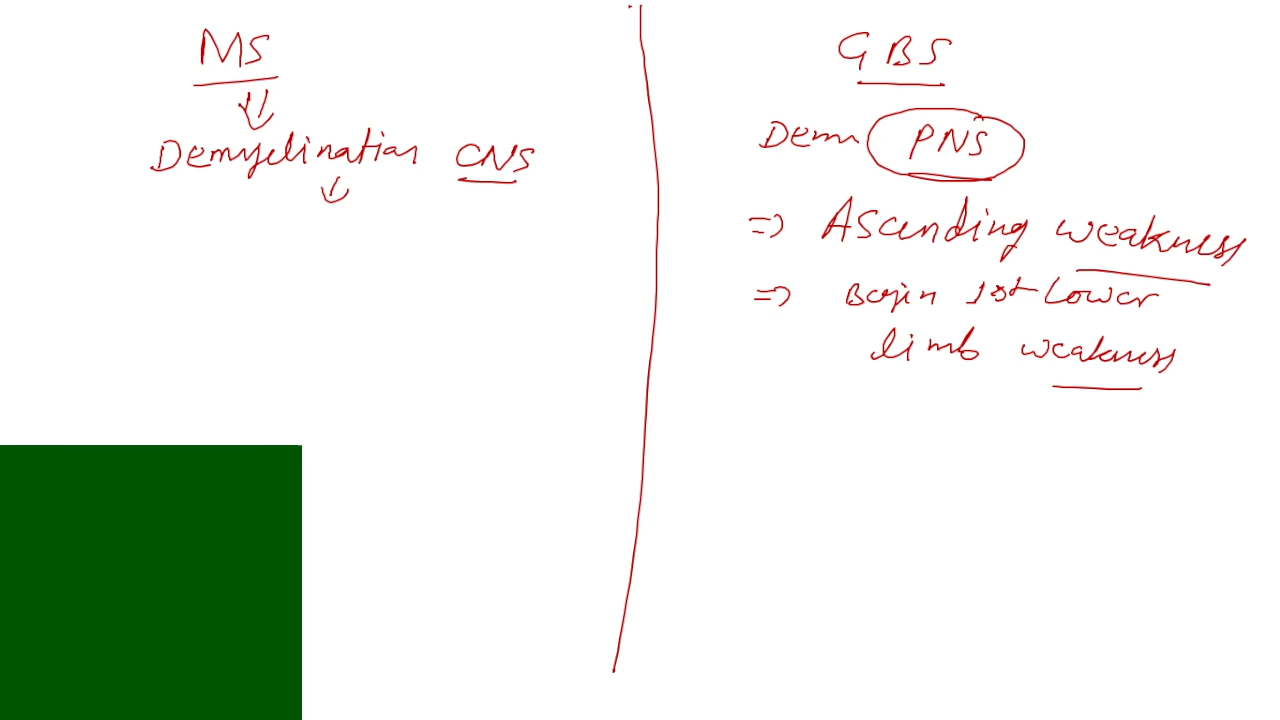 MS
Demyelination CNS
GBS
Dem PNS
=> Ascending weakness
=> Begin 1st Lower
limb weakness